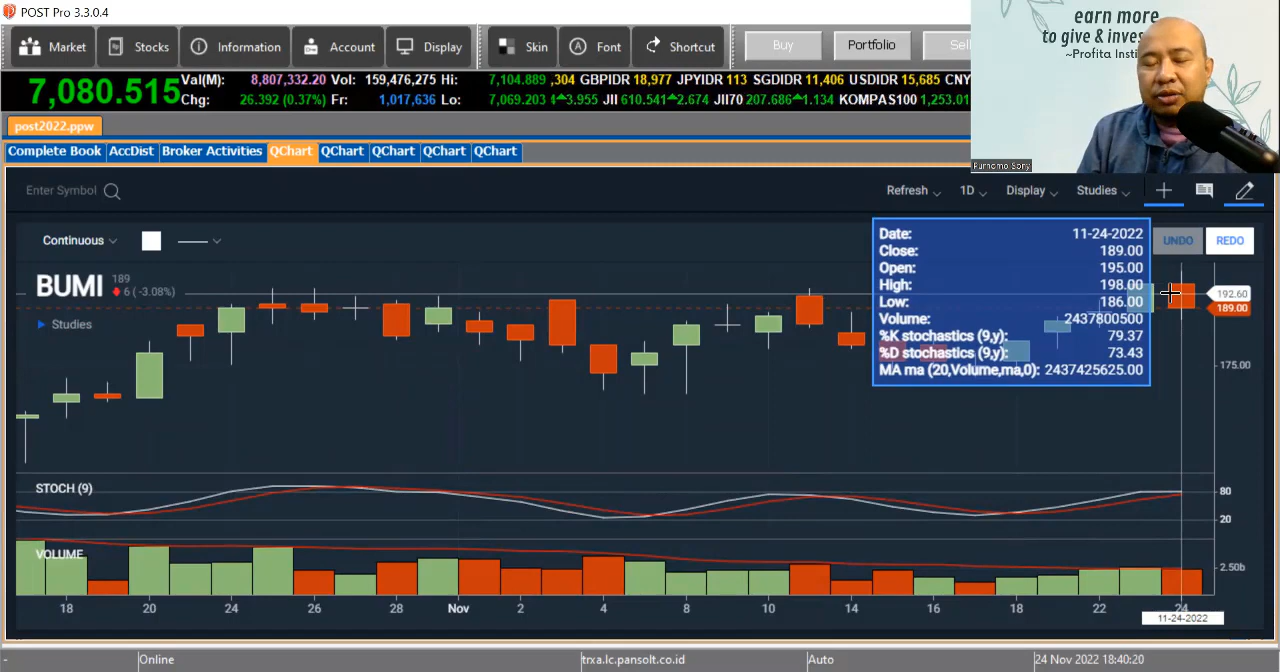 POST Pro 3.3.0.4
Market Stocks Information Account Display Skin Font Shortcut Buy Portfolio Sell
earn more
to give & invest
~Profita Insti
7,080.515 Val(M): 8,807,332.20 Vol: 159,476,275 Hi: 7,104.889 ,304 GBPIDR 18,977 JPYIDR 113 SGDIDR 11,406 USDIDR 15,685 CNY
Chg: 26.392 (0.37%) Fr: 1,017,636 Lo: 7,069.203 3.955 JII 610.541 2.674 JII70 207.686 1.134 KOMPAS100 1,253.01
post2022.ppw
Purnomo Sony
Complete Book AccDist Broker Activities QChart QChart QChart QChart QChart
Enter Symbol Refresh 1D Display Studies
Continuous UNDO REDO
Date: 11-24-2022
Close: 189.00
Open: 195.00
High: 198.00
Low: 186.00
Volume: 2437800500
%K stochastics (9,y): 79.37
%D stochastics (9,y): 73.43
MA ma (20,Volume,ma,0): 2437425625.00
BUMI 189
6 (-3.08%)
Studies
192.60
189.00
175.00
STOCH (9)
80
20
VOLUME
2.50b
18 20 24 26 28 Nov 2 4 8 10 14 16 18 22 24
11-24-2022
- Online trxa.lc.pansolt.co.id Auto 24 Nov 2022 18:40:20